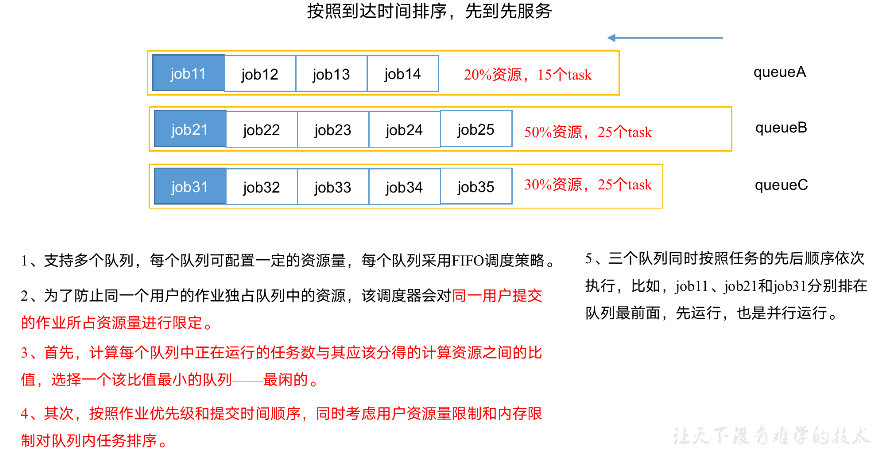 按照到达时间排序，先到先服务
job11 job12 job13 job14 20%资源，15个task queueA
job21 job22 job23 job24 job25 50%资源，25个task queueB
job31 job32 job33 job34 job35 30%资源，25个task queueC
1、支持多个队列，每个队列可配置一定的资源量，每个队列采用FIFO调度策略。
2、为了防止同一个用户的作业独占队列中的资源，该调度器会对同一用户提交
的作业所占资源量进行限定。
3、首先，计算每个队列中正在运行的任务数与其应该分得的计算资源之间的比
值，选择一个该比值最小的队列——最闲的。
4、其次，按照作业优先级和提交时间顺序，同时考虑用户资源量限制和内存限
制对队列内任务排序。
5、三个队列同时按照任务的先后顺序依次
执行，比如，job11、job21和job31分别排在
队列最前面，先运行，也是并行运行。
让天下没有难学的技术